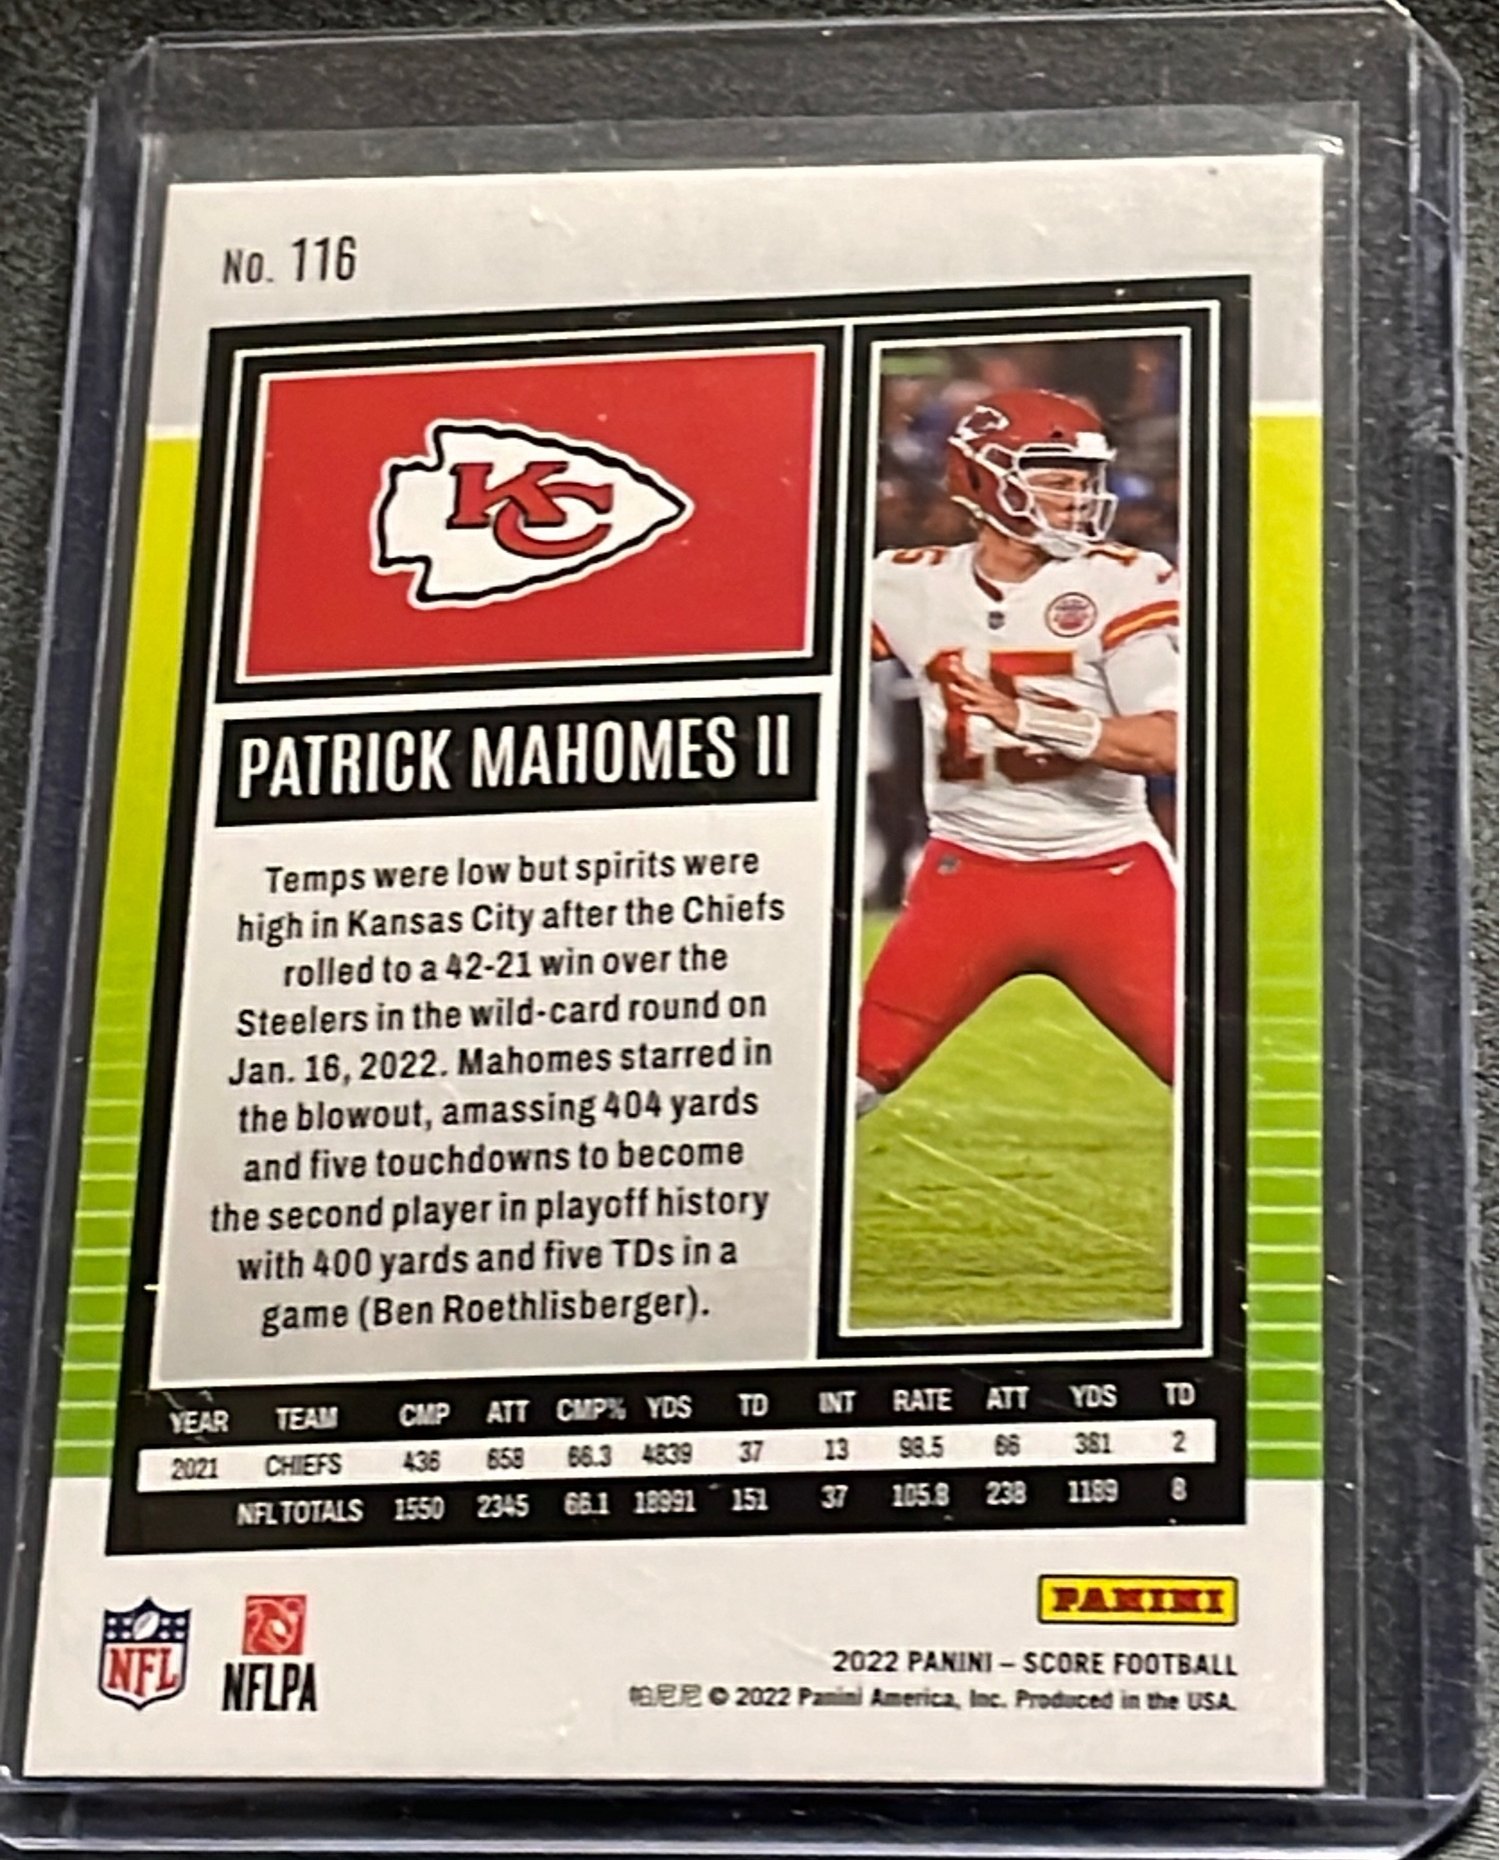 No. 116
KC
PATRICK MAHOMES II
15
15
Temps were low but spirits were
high in Kansas City after the Chiefs
rolled to a 42-21 win over the
Steelers in the wild-card round on
Jan. 16, 2022. Mahomes starred in
the blowout, amassing 404 yards
and five touchdowns to become
the second player in playoff history
with 400 yards and five TDs in a
game (Ben Roethlisberger).
YEAR TEAM CMP ATT CMP% YDS TD INT RATE ATT YDS TD
2021 CHIEFS 436 658 66.3 4839 37 13 98.5 66 381 2
NFL TOTALS 1550 2345 66.1 18991 151 37 105.8 238 1189 8
NFL
NFLPA
PANINI
2022 PANINI – SCORE FOOTBALL
帕尼尼 © 2022 Panini America, Inc. Produced in the USA.